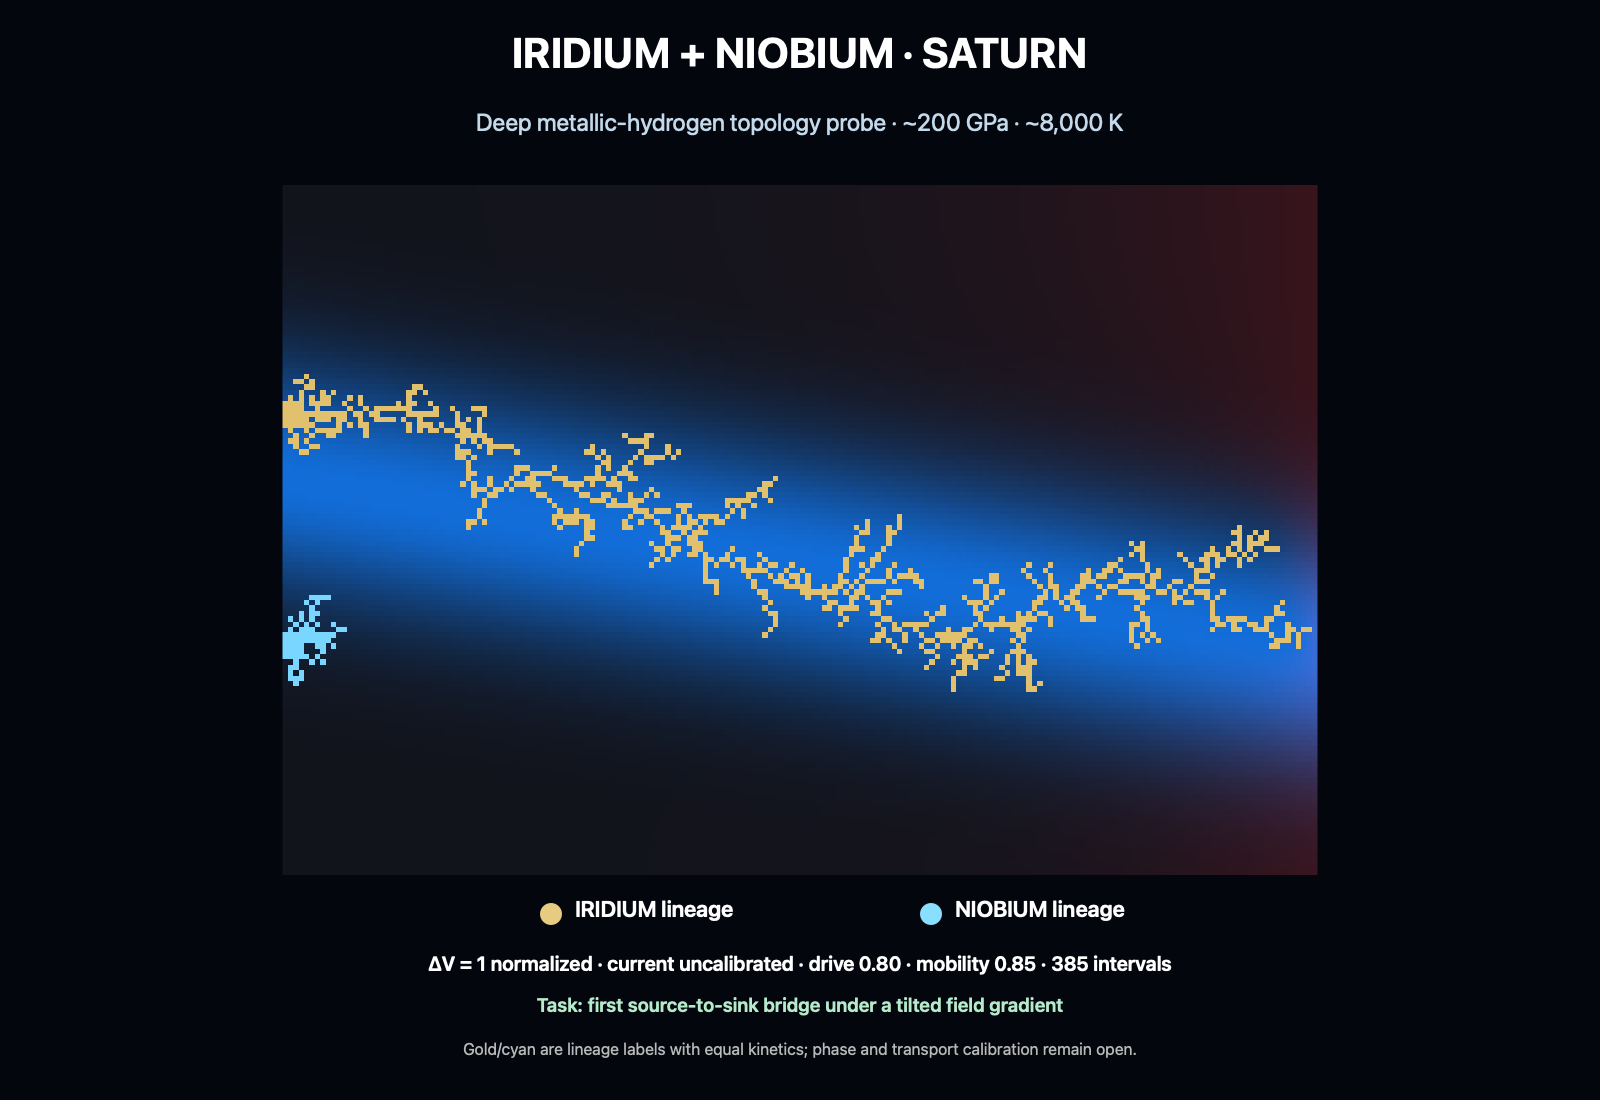 IRIDIUM + NIOBIUM · SATURN
Deep metallic-hydrogen topology probe · ~200 GPa · ~8,000 K
IRIDIUM lineage
NIOBIUM lineage
ΔV = 1 normalized · current uncalibrated · drive 0.80 · mobility 0.85 · 385 intervals
Task: first source-to-sink bridge under a tilted field gradient
Gold/cyan are lineage labels with equal kinetics; phase and transport calibration remain open.